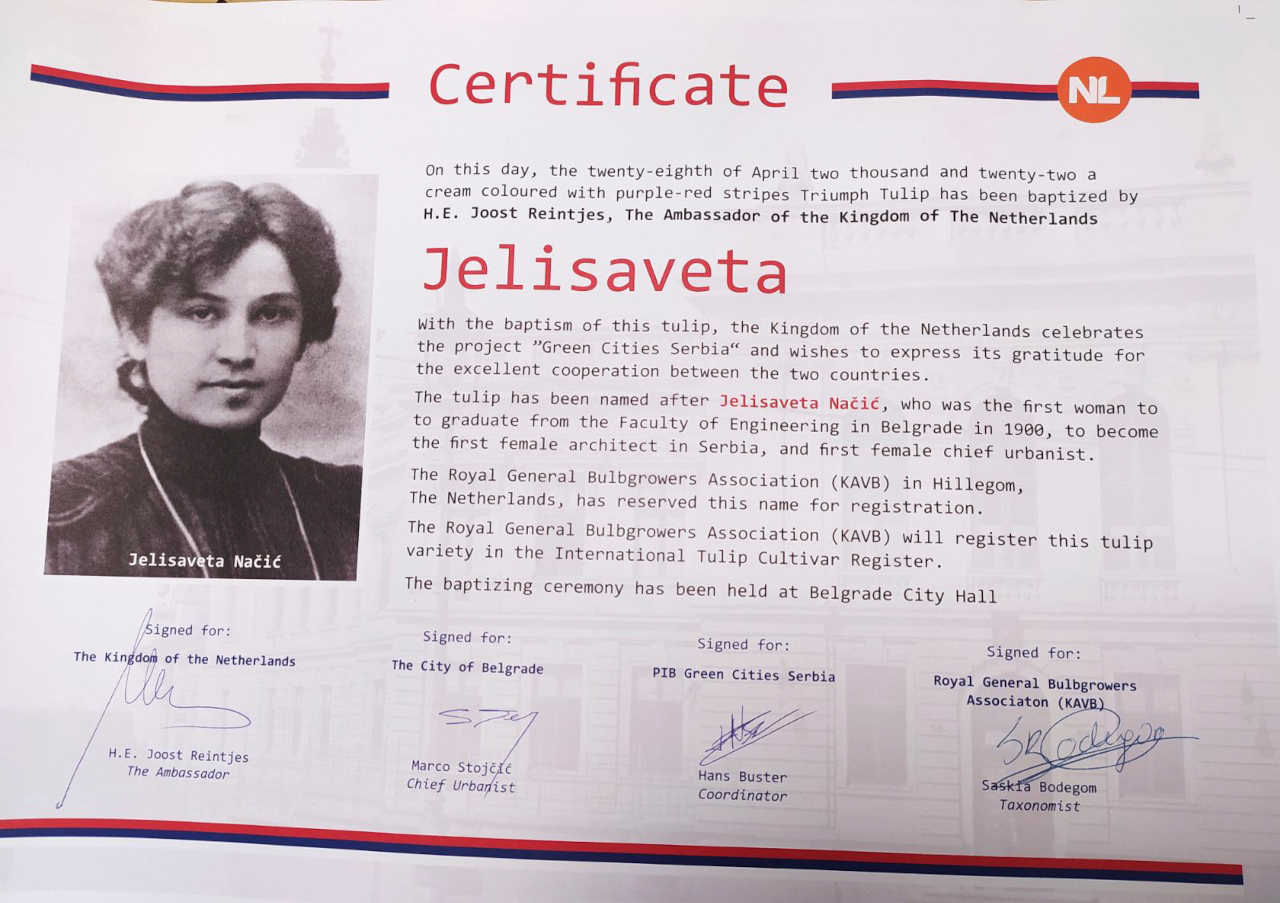 Certificate
NL
On this day, the twenty-eighth of April two thousand and twenty-two a
cream coloured with purple-red stripes Triumph Tulip has been baptized by
H.E. Joost Reintjes, The Ambassador of the Kingdom of The Netherlands
Jelisaveta
With the baptism of this tulip, the Kingdom of the Netherlands celebrates
the project ”Green Cities Serbia“ and wishes to express its gratitude for
the excellent cooperation between the two countries.
The tulip has been named after Jelisaveta Načić, who was the first woman to
to graduate from the Faculty of Engineering in Belgrade in 1900, to become
the first female architect in Serbia, and first female chief urbanist.
The Royal General Bulbgrowers Association (KAVB) in Hillegom,
The Netherlands, has reserved this name for registration.
The Royal General Bulbgrowers Association (KAVB) will register this tulip
variety in the International Tulip Cultivar Register.
The baptizing ceremony has been held at Belgrade City Hall
Jelisaveta Načić
Signed for:
The Kingdom of the Netherlands
H.E. Joost Reintjes
The Ambassador
Signed for:
The City of Belgrade
Marco Stojčić
Chief Urbanist
Signed for:
PIB Green Cities Serbia
Hans Buster
Coordinator
Signed for:
Royal General Bulbgrowers
Associaton (KAVB)
Saskia Bodegom
Taxonomist